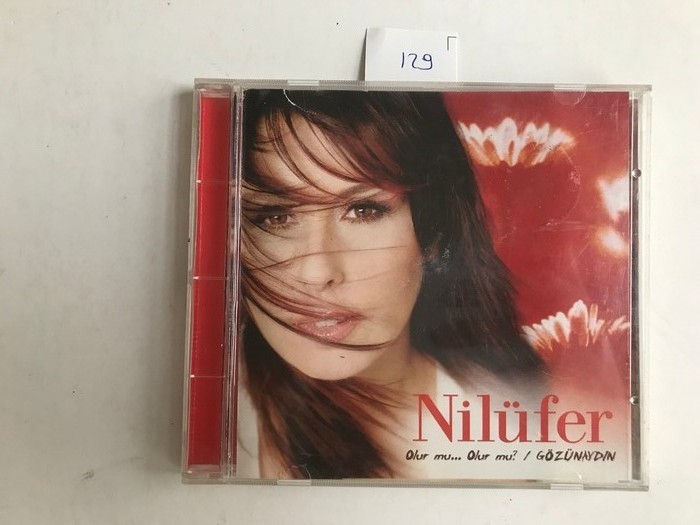 129
Nilüfer
Olur mu... Olur mu? / GÖZÜNAYDIN